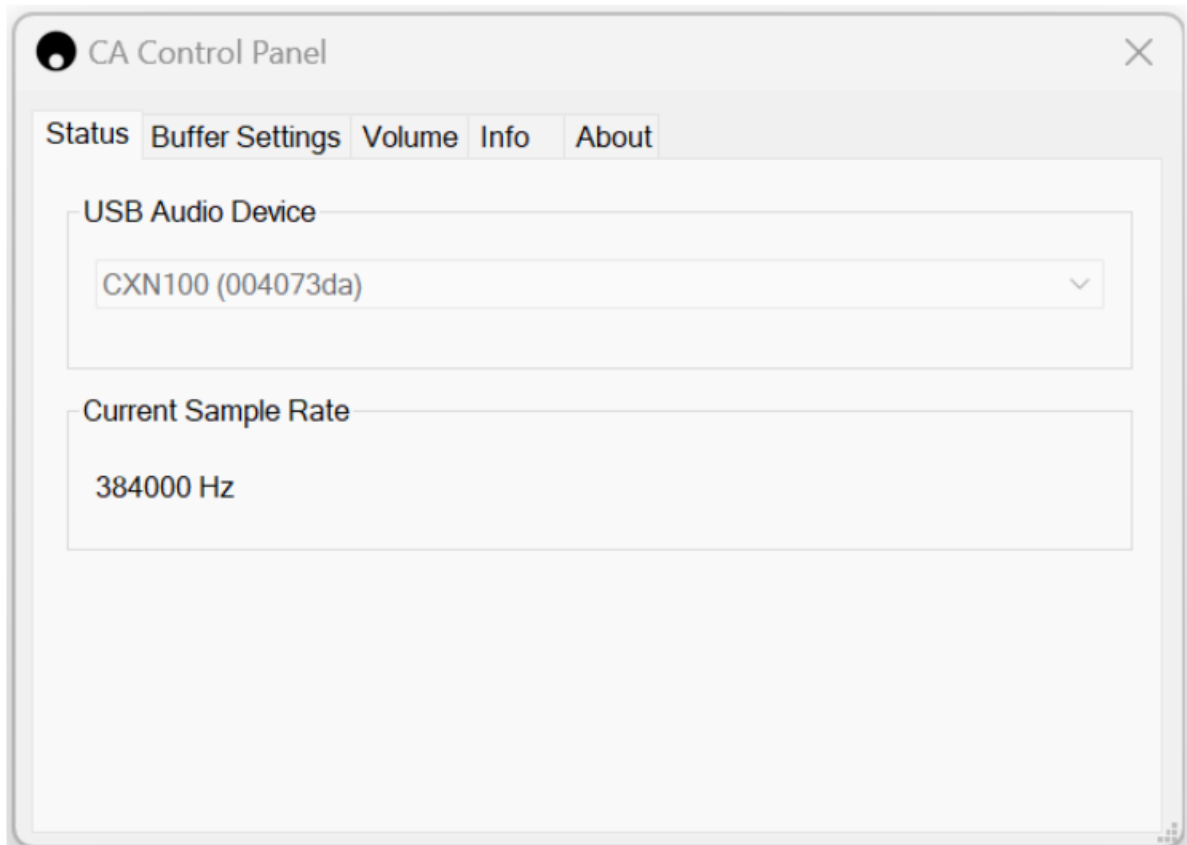 CA Control Panel
Status Buffer Settings Volume Info About
USB Audio Device
CXN100 (004073da)
Current Sample Rate
384000 Hz